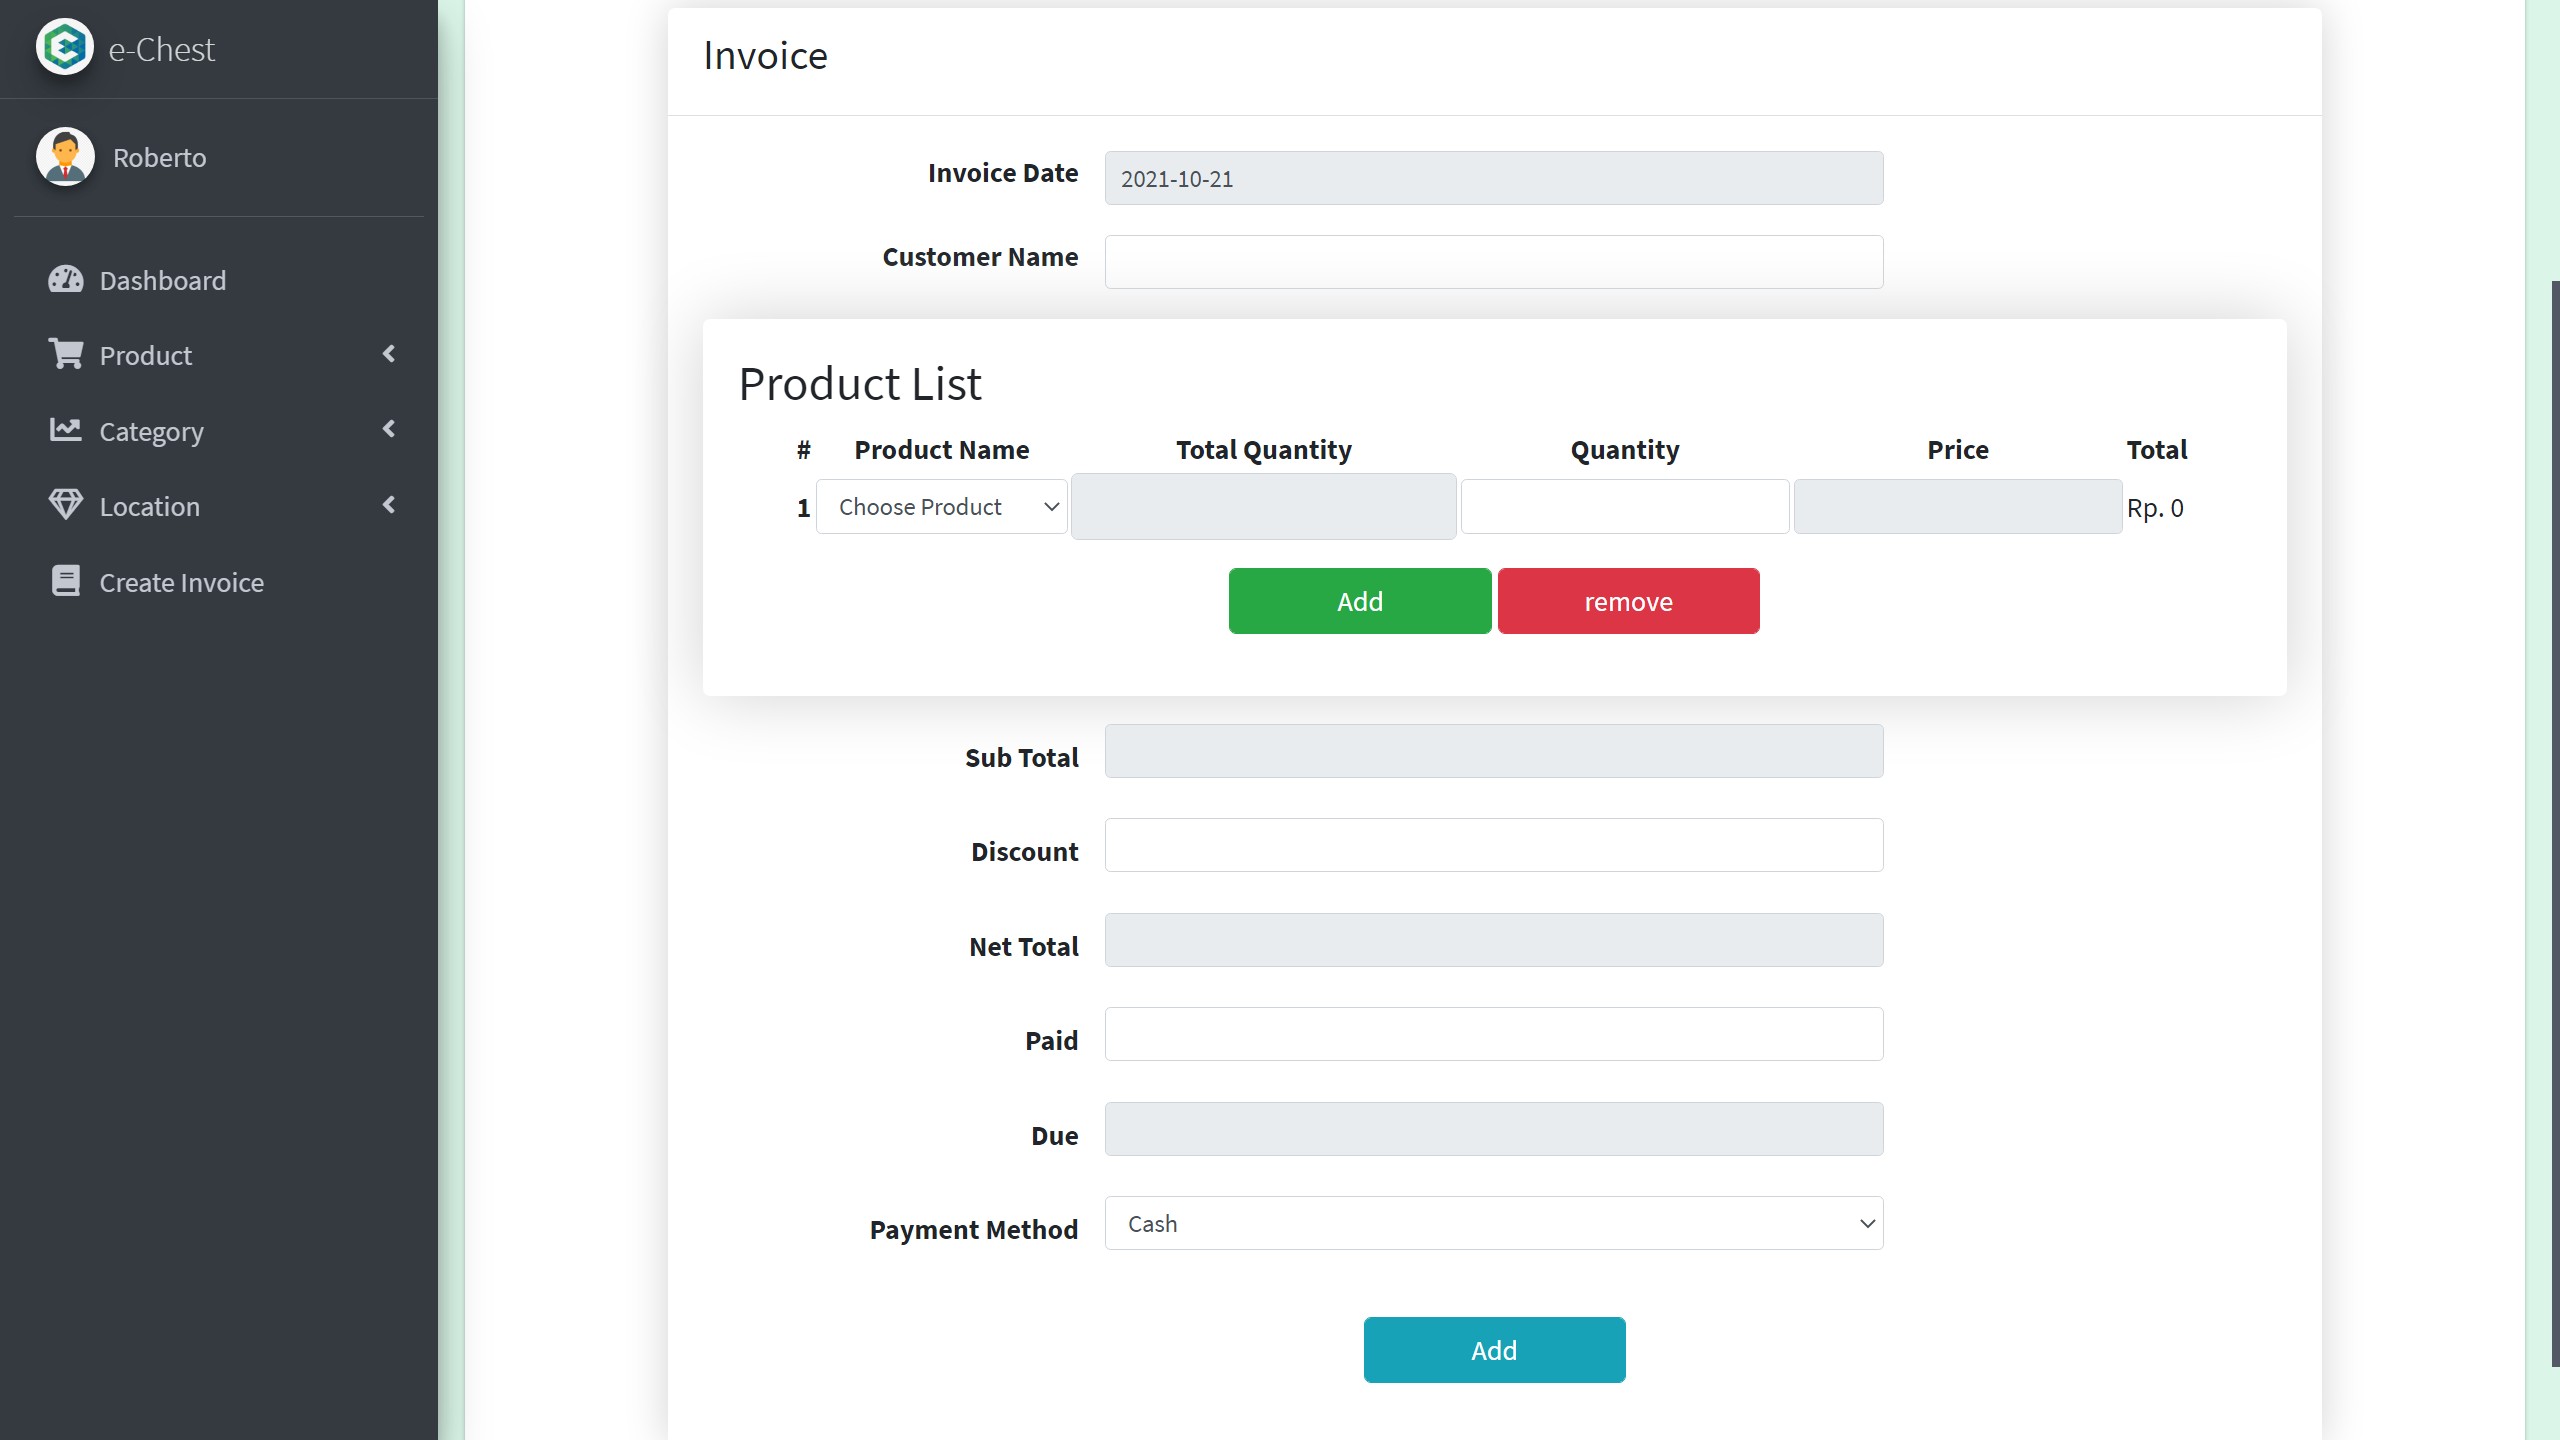 e-Chest
Roberto
Dashboard
Product
Category
Location
Create Invoice
Invoice
Invoice Date 2021-10-21
Customer Name
Product List
# Product Name Total Quantity Quantity Price Total
1 Choose Product Rp. 0
Add remove
Sub Total
Discount
Net Total
Paid
Due
Payment Method Cash
Add